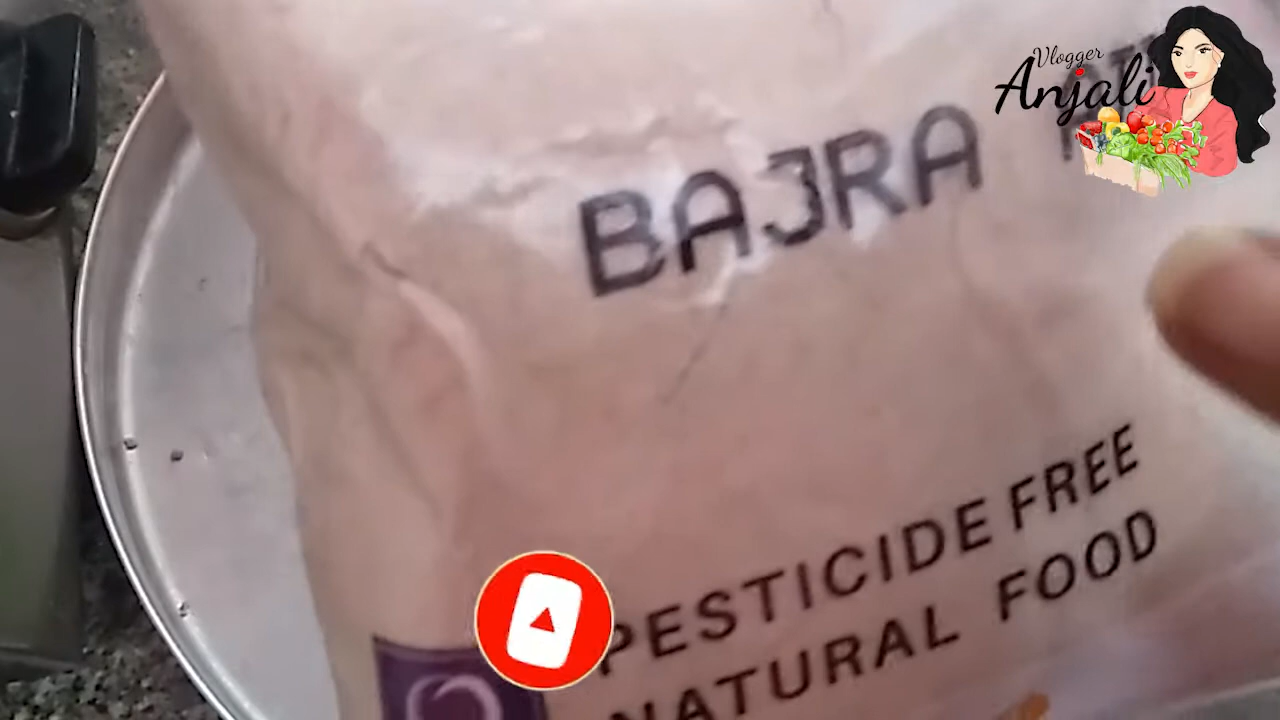 Vlogger
Anjali
BAJRA
PESTICIDE FREE
NATURAL FOOD